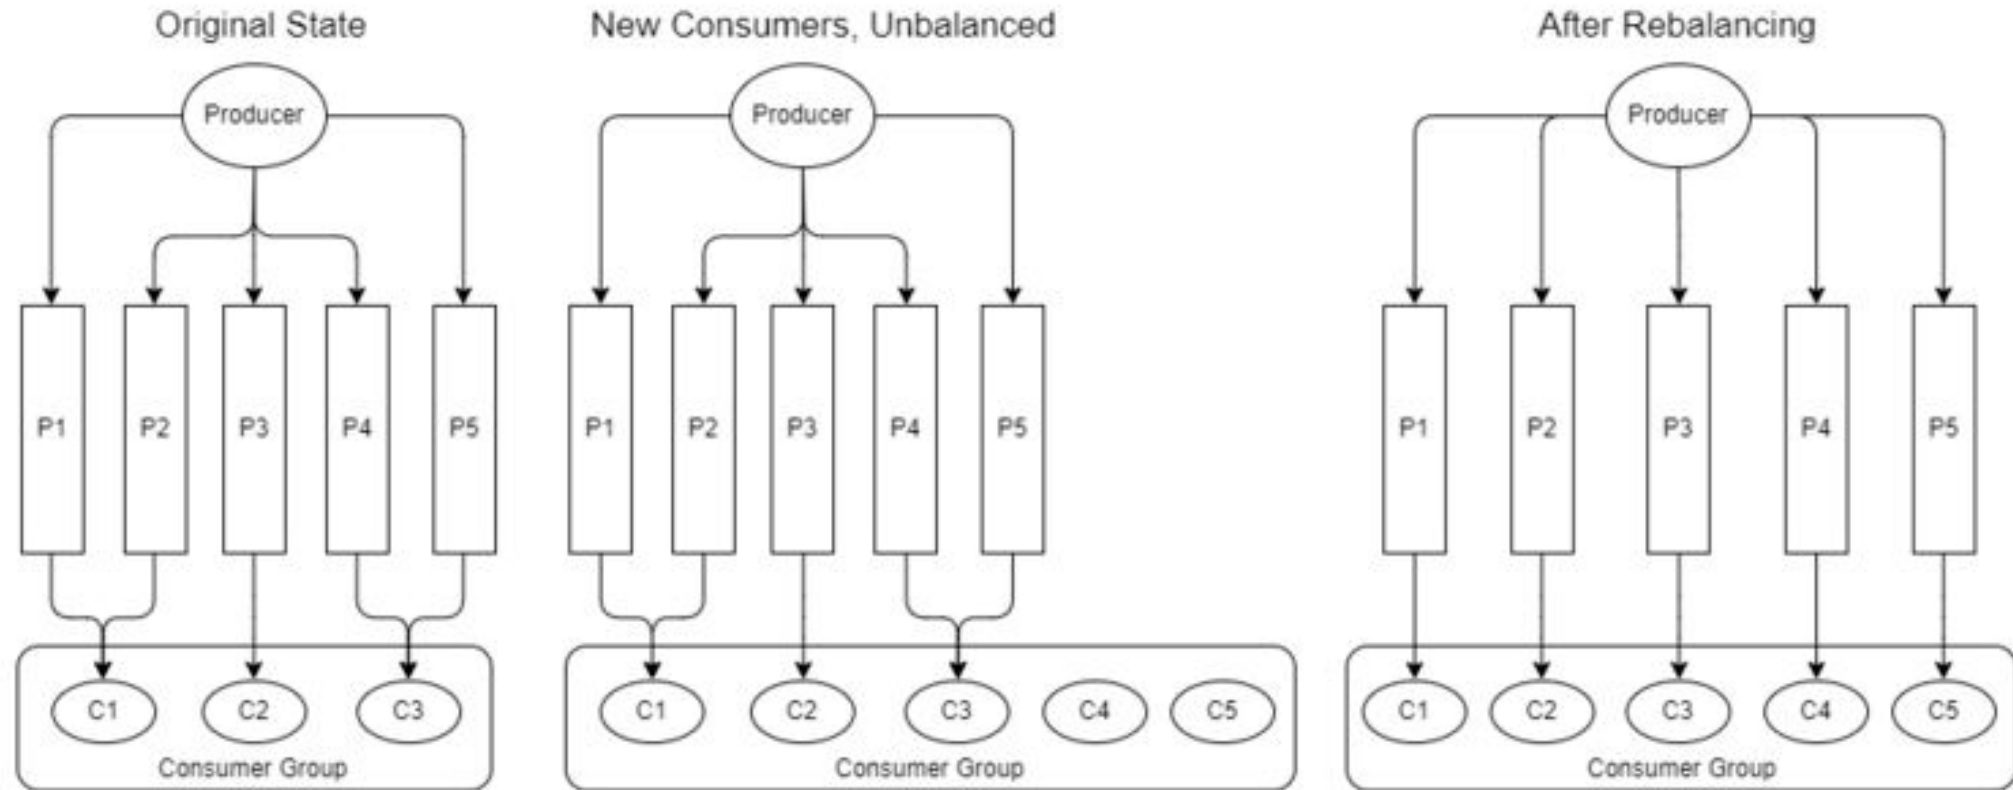 Original State
Producer
P1 P2 P3 P4 P5
C1 C2 C3
Consumer Group
New Consumers, Unbalanced
Producer
P1 P2 P3 P4 P5
C1 C2 C3 C4 C5
Consumer Group
After Rebalancing
Producer
P1 P2 P3 P4 P5
C1 C2 C3 C4 C5
Consumer Group